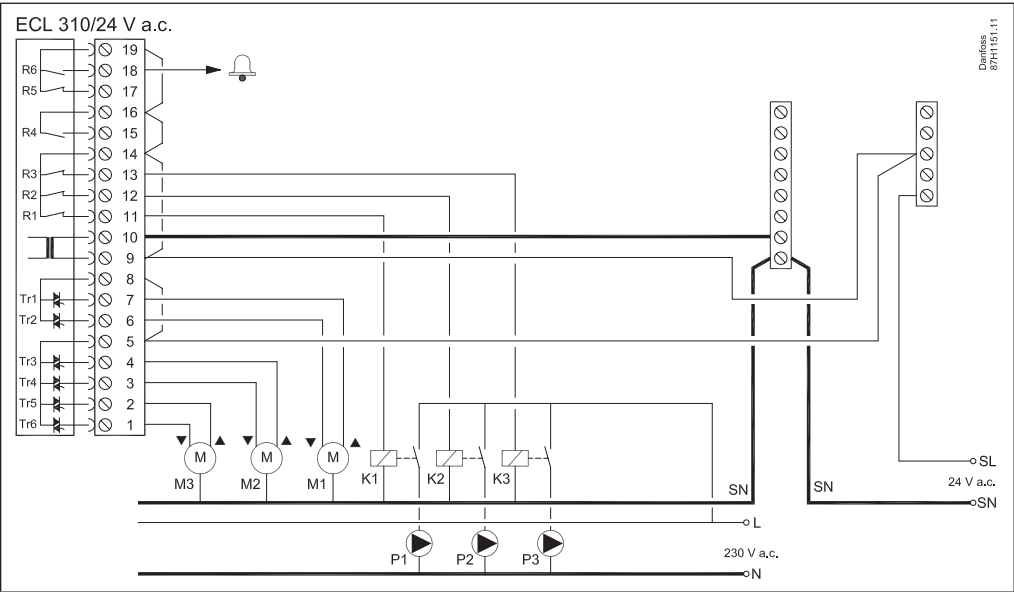 ECL 310/24 V a.c.
Danfoss
87H1151.11
19
R6 18
R5 17
16
R4 15
14
R3 13
R2 12
R1 11
10
9
8
Tr1 7
Tr2 6
5
Tr3 4
Tr4 3
Tr5 2
Tr6 1
M M M
M3 M2 M1 K1 K2 K3
SL
24 V a.c.
SN SN SN
L
P1 P2 P3
230 V a.c.
N